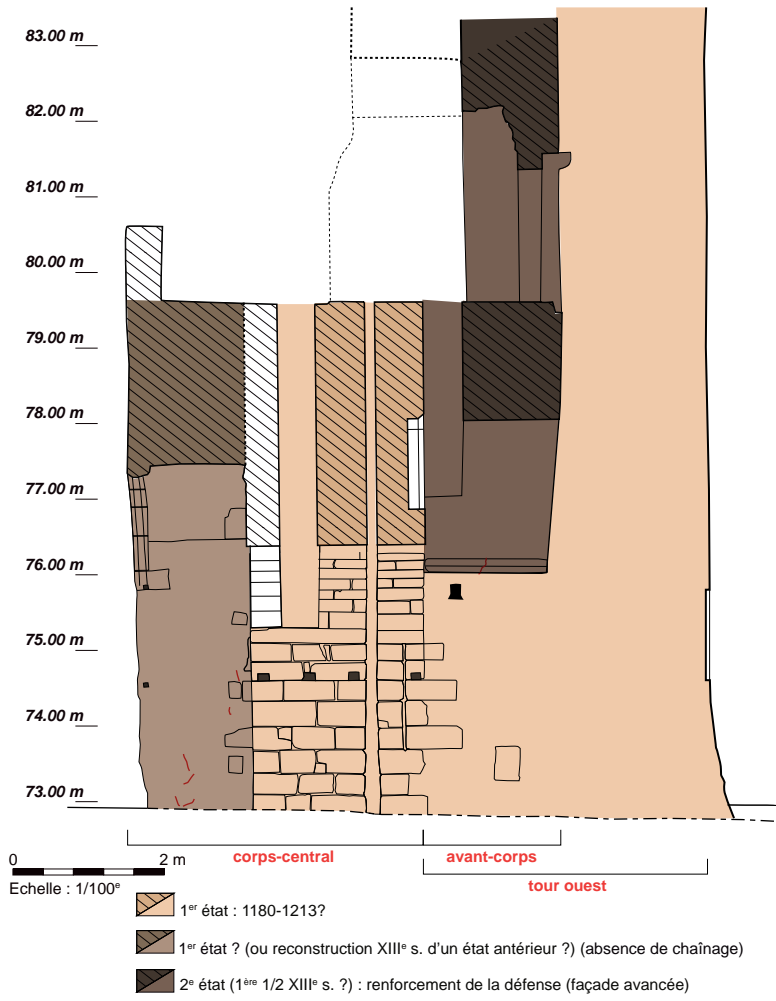 83.00 m
82.00 m
81.00 m
80.00 m
79.00 m
78.00 m
77.00 m
76.00 m
75.00 m
74.00 m
73.00 m
corps-central avant-corps
tour ouest
0 2 m
Echelle : 1/100e
1er état : 1180-1213?
1er état ? (ou reconstruction XIIIe s. d'un état antérieur ?) (absence de chaînage)
2e état (1ère 1/2 XIIIe s. ?) : renforcement de la défense (façade avancée)